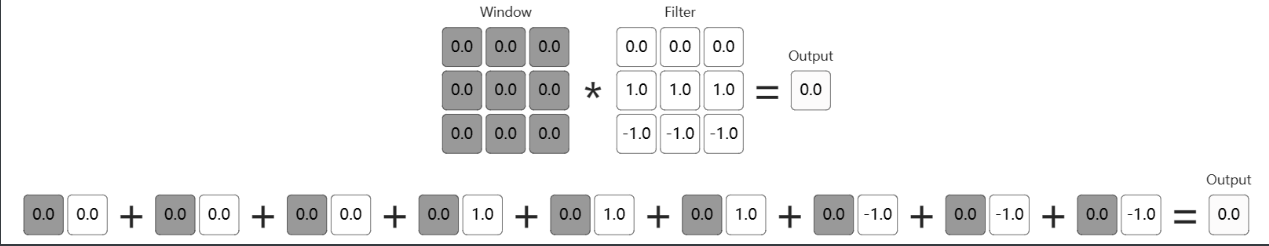 Window Filter
0.0 0.0 0.0 0.0 0.0 0.0 Output
0.0 0.0 0.0 * 1.0 1.0 1.0 = 0.0
0.0 0.0 0.0 -1.0 -1.0 -1.0
Output
0.0 0.0 + 0.0 0.0 + 0.0 0.0 + 0.0 1.0 + 0.0 1.0 + 0.0 1.0 + 0.0 -1.0 + 0.0 -1.0 + 0.0 -1.0 = 0.0